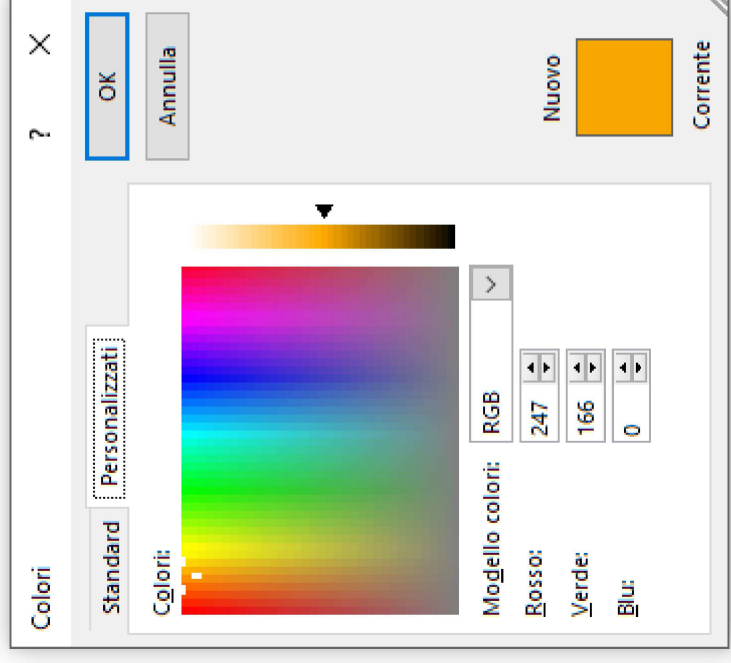 Colori ? ×
Standard Personalizzati
OK
Annulla
Colori:
Modello colori: RGB
Rosso: 247
Verde: 166
Blu: 0
Nuovo
Corrente